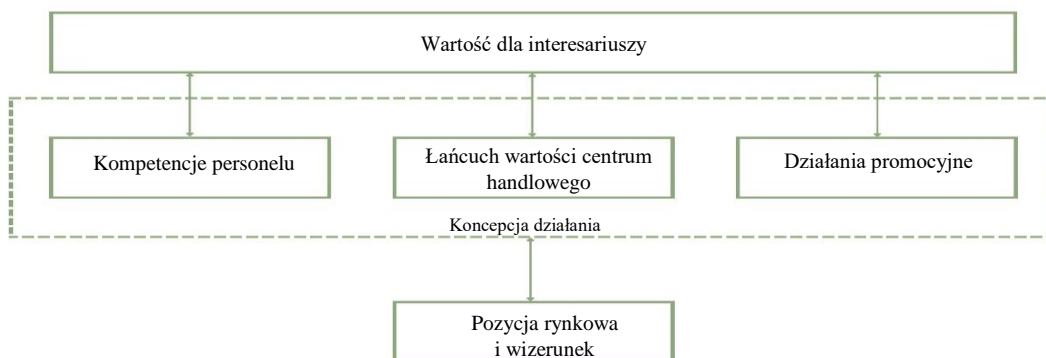 Wartość dla interesariuszy
Kompetencje personelu
Łańcuch wartości centrum
handlowego
Działania promocyjne
Koncepcja działania
Pozycja rynkowa
i wizerunek